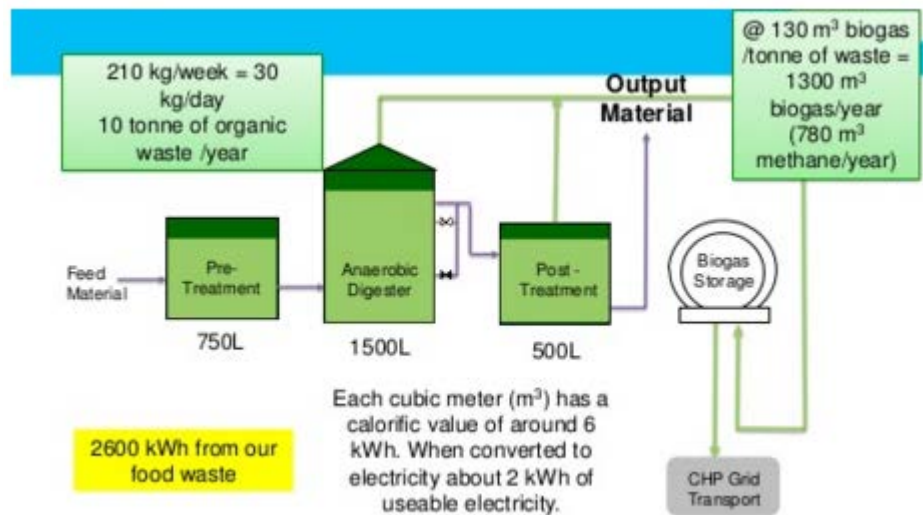 210 kg/week = 30
kg/day
10 tonne of organic
waste /year
@ 130 m³ biogas
/tonne of waste =
1300 m³
biogas/year
(780 m³
methane/year)
Output
Material
Feed
Material
Pre-
Treatment
750L
Anaerobic
Digester
1500L
Post -
Treatment
500L
Biogas
Storage
2600 kWh from our
food waste
Each cubic meter (m³) has a
calorific value of around 6
kWh. When converted to
electricity about 2 kWh of
useable electricity.
CHP Grid
Transport